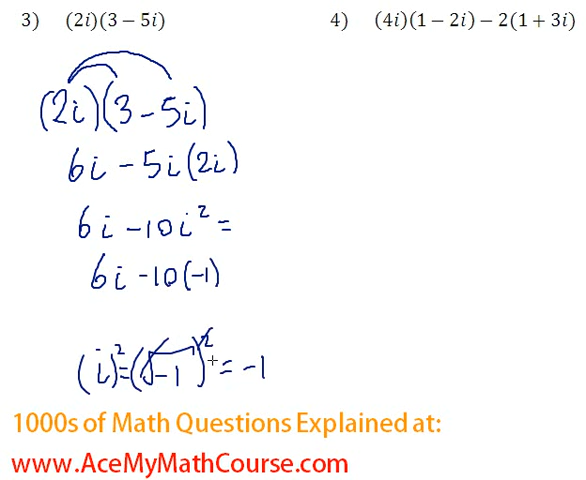 3) (2i)(3 − 5i)
4) (4i)(1 − 2i) − 2(1 + 3i)
(2i)(3 − 5i)
6i − 5i(2i)
6i − 10i² =
6i − 10(−1)
(i)² = (√−1)² = −1
1000s of Math Questions Explained at:
www.AceMyMathCourse.com